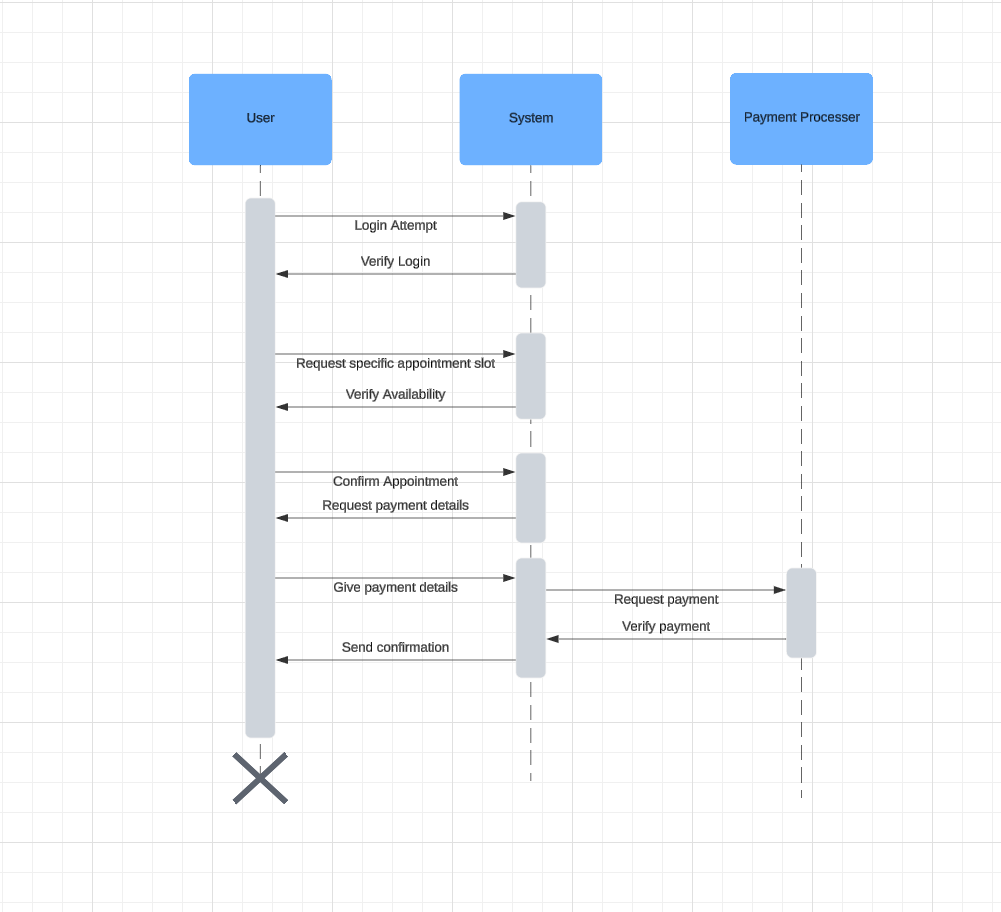 User
System
Payment Processer
Login Attempt
Verify Login
Request specific appointment slot
Verify Availability
Confirm Appointment
Request payment details
Give payment details
Request payment
Verify payment
Send confirmation